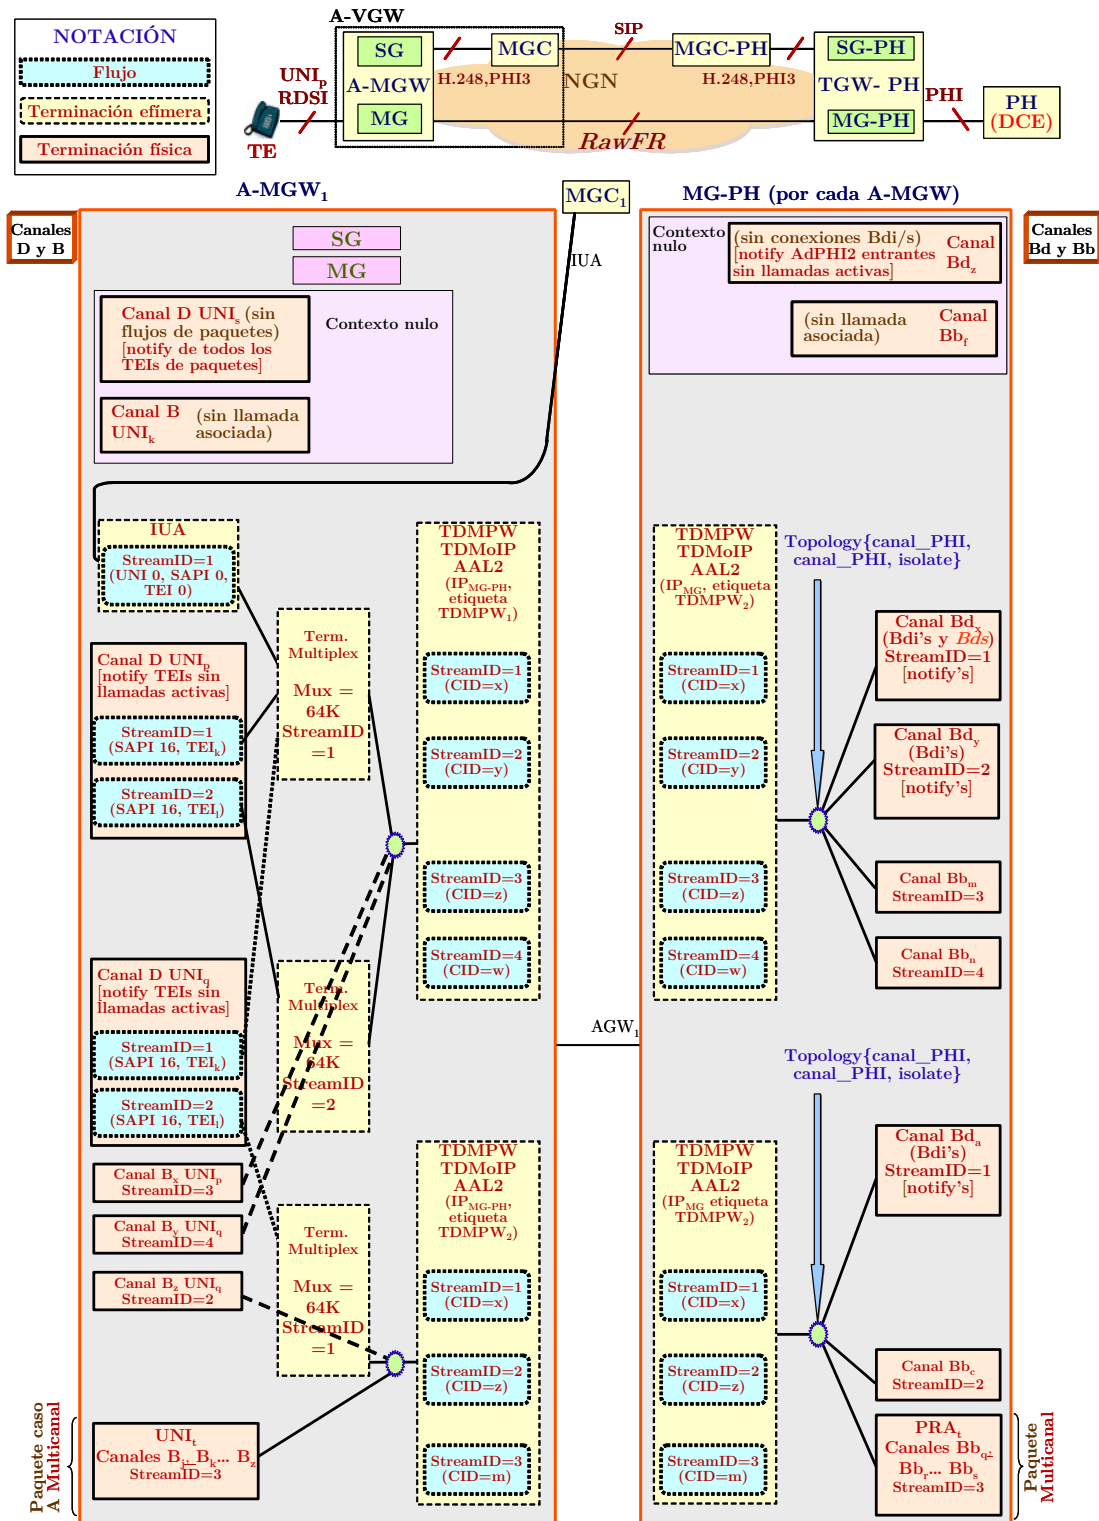 NOTACIÓN
Flujo
Terminación efímera
Terminación física
A-VGW
SG
A-MGW
MG
MGC
SIP
MGC-PH
SG-PH
TGW- PH
MG-PH
H.248,PHI3
NGN
H.248,PHI3
UNIp
RDSI
TE
RawFR
PHI
PH
(DCE)
A-MGW1
MGC1
MG-PH (por cada A-MGW)
Canales
D y B
Canales
Bd y Bb
SG
MG
IUA
Canal D UNIs (sin
flujos de paquetes)
[notify de todos los
TEIs de paquetes]
Contexto nulo
Canal B
UNIk
(sin llamada
asociada)
Contexto
nulo
(sin conexiones Bdi/s)
[notify AdPHI2 entrantes
sin llamadas activas]
Canal
Bdz
(sin llamada
asociada)
Canal
Bbf
IUA
StreamID=1
(UNI 0, SAPI 0,
TEI 0)
Canal D UNIp
[notify TEIs sin
llamadas activas]
StreamID=1
(SAPI 16, TEIk)
StreamID=2
(SAPI 16, TEIl)
Term.
Multiplex
Mux =
64K
StreamID
=1
TDMPW
TDMoIP
AAL2
(IPMG-PH,
etiqueta
TDMPW1)
StreamID=1
(CID=x)
StreamID=2
(CID=y)
StreamID=3
(CID=z)
StreamID=4
(CID=w)
TDMPW
TDMoIP
AAL2
(IPMG, etiqueta
TDMPW2)
StreamID=1
(CID=x)
StreamID=2
(CID=y)
StreamID=3
(CID=z)
StreamID=4
(CID=w)
Topology{canal_PHI,
canal_PHI, isolate}
Canal Bdx
(Bdi's y Bds)
StreamID=1
[notify's]
Canal Bdy
(Bdi's)
StreamID=2
[notify's]
Canal Bbm
StreamID=3
Canal Bbn
StreamID=4
Canal D UNIq
[notify TEIs sin
llamadas activas]
StreamID=1
(SAPI 16, TEIk)
StreamID=2
(SAPI 16, TEIl)
Term.
Multiplex
Mux =
64K
StreamID
=2
AGW1
Canal Bx UNIp
StreamID=3
Canal By UNIq
StreamID=4
Canal Bz UNIq
StreamID=2
Term.
Multiplex
Mux =
64K
StreamID
=1
UNIt
Canales Bj, Bk... Bz
StreamID=3
Paquete caso
A Multicanal
TDMPW
TDMoIP
AAL2
(IPMG-PH,
etiqueta
TDMPW2)
StreamID=1
(CID=x)
StreamID=2
(CID=z)
StreamID=3
(CID=m)
TDMPW
TDMoIP
AAL2
(IPMG etiqueta
TDMPW2)
StreamID=1
(CID=x)
StreamID=2
(CID=z)
StreamID=3
(CID=m)
Topology{canal_PHI,
canal_PHI, isolate}
Canal Bda
(Bdi's)
StreamID=1
[notify's]
Canal Bbc
StreamID=2
PRAt
Canales Bbq,
Bbr... Bbs
StreamID=3
Paquete
Multicanal